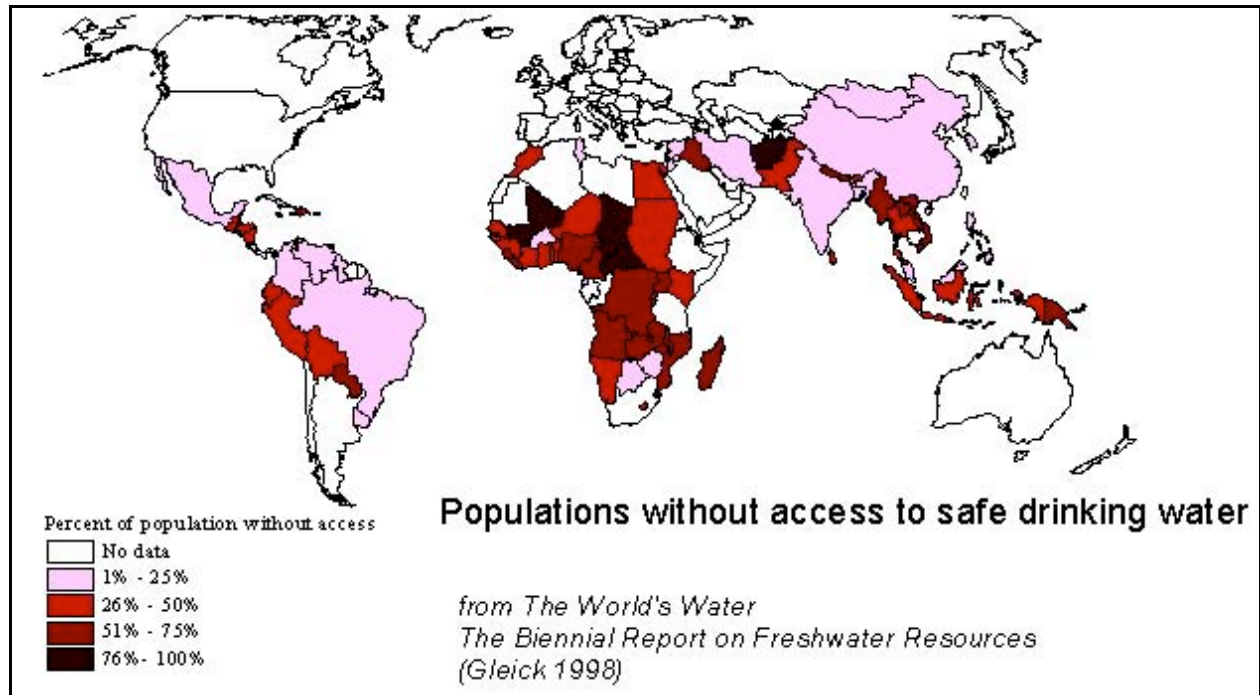 Percent of population without access
No data
1% - 25%
26% - 50%
51% - 75%
76%- 100%
Populations without access to safe drinking water
from The World's Water
The Biennial Report on Freshwater Resources
(Gleick 1998)